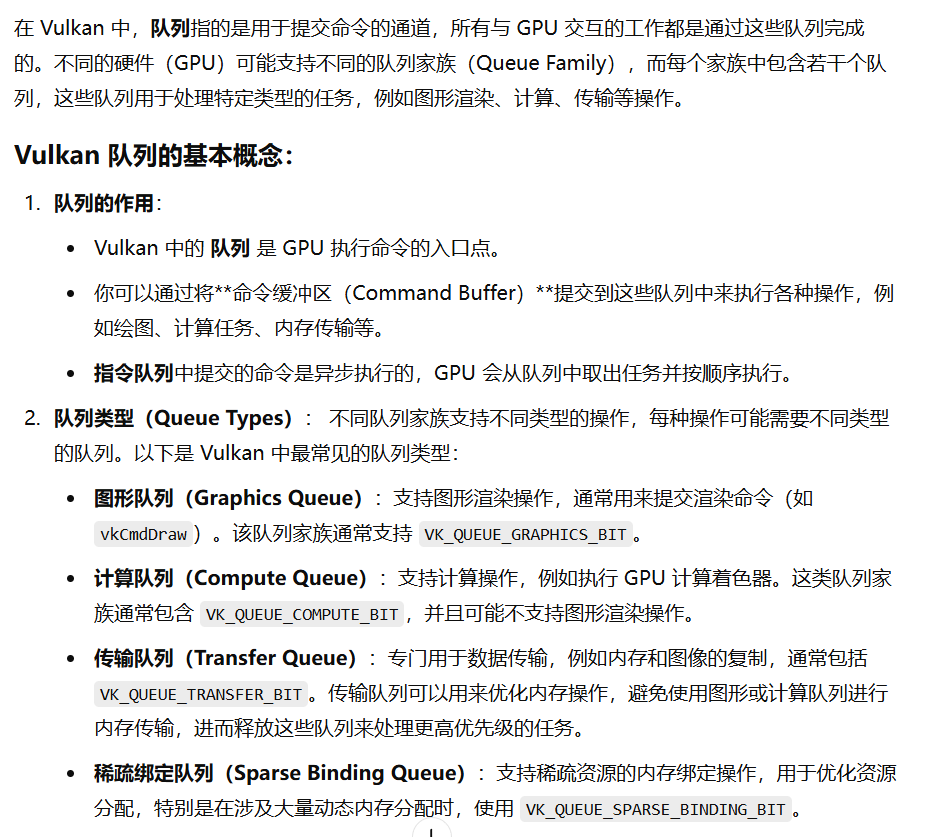 在 Vulkan 中，队列指的是用于提交命令的通道，所有与 GPU 交互的工作都是通过这些队列完成
的。不同的硬件（GPU）可能支持不同的队列家族（Queue Family），而每个家族中包含若干个队
列，这些队列用于处理特定类型的任务，例如图形渲染、计算、传输等操作。
Vulkan 队列的基本概念：
1. 队列的作用：
• Vulkan 中的 队列 是 GPU 执行命令的入口点。
• 你可以通过将**命令缓冲区（Command Buffer）**提交到这些队列中来执行各种操作，例
如绘图、计算任务、内存传输等。
• 指令队列中提交的命令是异步执行的，GPU 会从队列中取出任务并按顺序执行。
2. 队列类型（Queue Types）： 不同队列家族支持不同类型的操作，每种操作可能需要不同类型
的队列。以下是 Vulkan 中最常见的队列类型：
• 图形队列（Graphics Queue）：支持图形渲染操作，通常用来提交渲染命令（如
vkCmdDraw）。该队列家族通常支持 VK_QUEUE_GRAPHICS_BIT。
• 计算队列（Compute Queue）：支持计算操作，例如执行 GPU 计算着色器。这类队列家
族通常包含 VK_QUEUE_COMPUTE_BIT，并且可能不支持图形渲染操作。
• 传输队列（Transfer Queue）：专门用于数据传输，例如内存和图像的复制，通常包括
VK_QUEUE_TRANSFER_BIT。传输队列可以用来优化内存操作，避免使用图形或计算队列进行
内存传输，进而释放这些队列来处理更高优先级的任务。
• 稀疏绑定队列（Sparse Binding Queue）：支持稀疏资源的内存绑定操作，用于优化资源
分配，特别是在涉及大量动态内存分配时，使用 VK_QUEUE_SPARSE_BINDING_BIT。